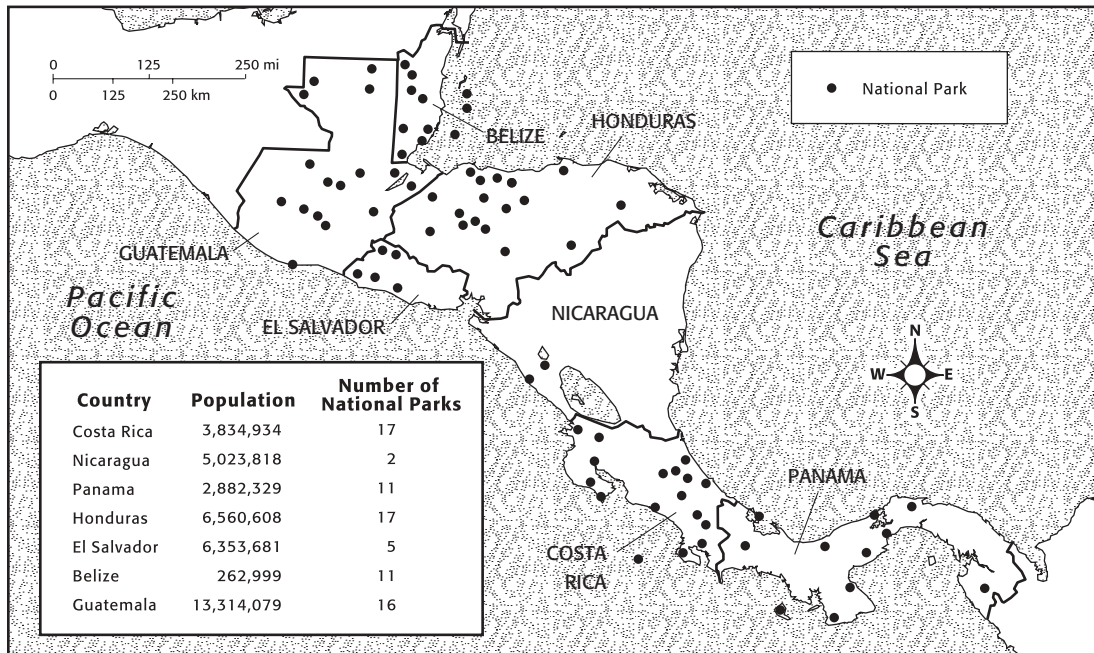 0 125 250 mi
0 125 250 km
National Park
BELIZE
HONDURAS
GUATEMALA
Caribbean
Sea
Pacific
Ocean
EL SALVADOR
NICARAGUA
N
W E
S
PANAMA
COSTA
RICA
Country Population Number of National Parks
Costa Rica 3,834,934 17
Nicaragua 5,023,818 2
Panama 2,882,329 11
Honduras 6,560,608 17
El Salvador 6,353,681 5
Belize 262,999 11
Guatemala 13,314,079 16